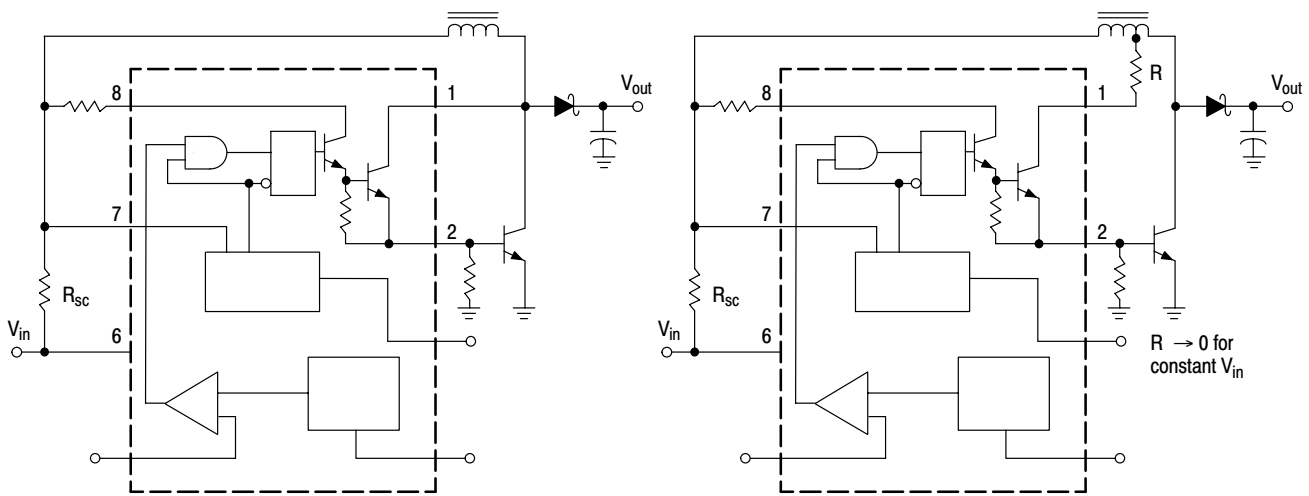 8
1
V_out
7
2
R_sc
V_in
6
R
8
1
V_out
7
2
R_sc
V_in
6
R → 0 for
constant V_in